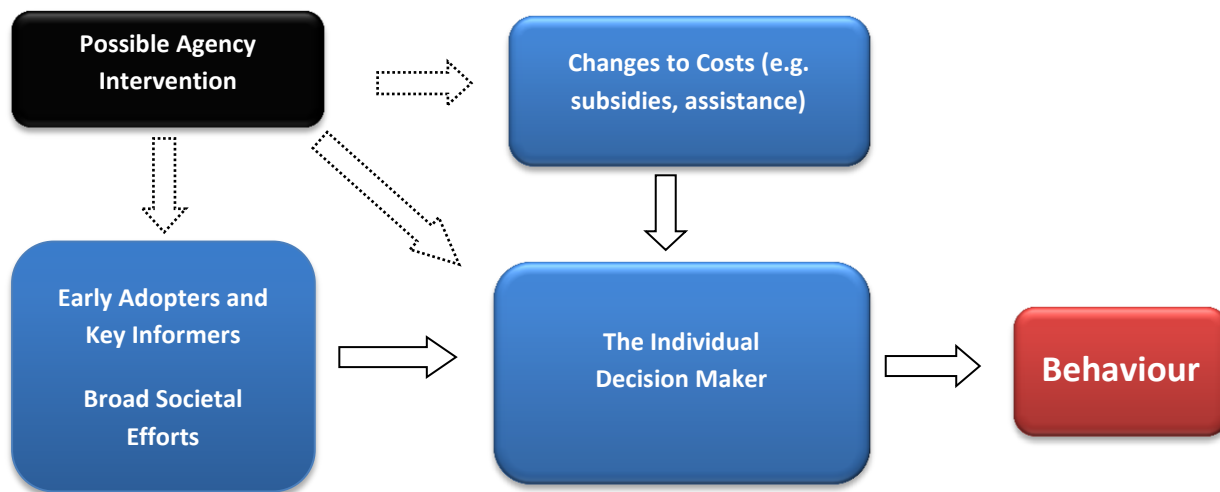 Possible Agency
Intervention
Changes to Costs (e.g.
subsidies, assistance)
Early Adopters and
Key Informers
Broad Societal
Efforts
The Individual
Decision Maker
Behaviour